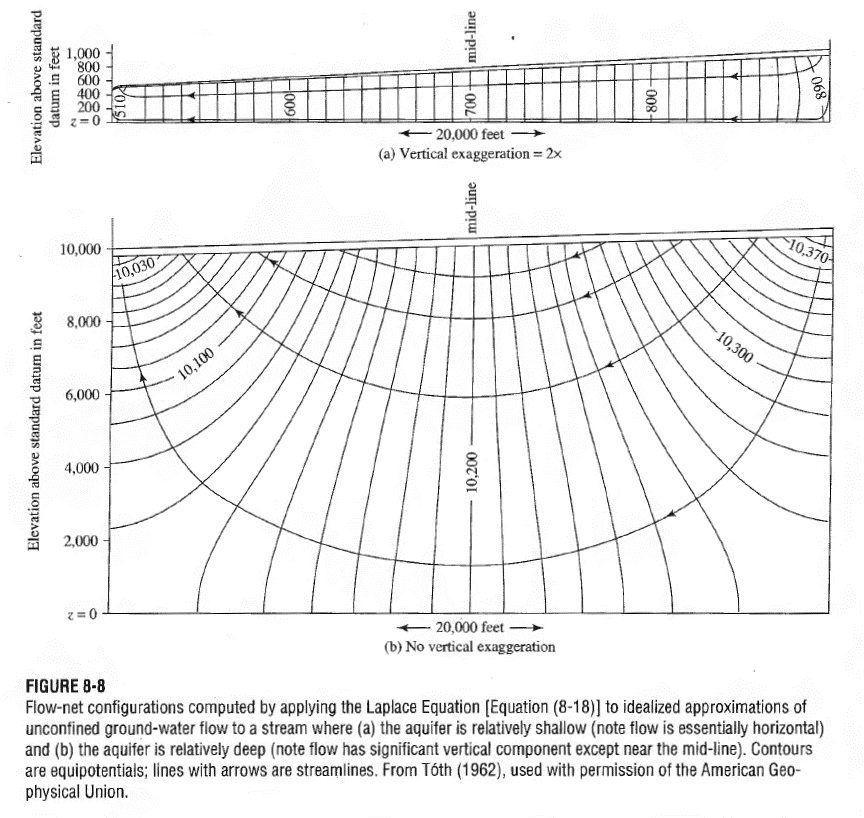 Elevation above standard
datum in feet
1,000
800
600
400
200
z = 0
mid-line
510
600
700
800
890
20,000 feet
(a) Vertical exaggeration = 2x
mid-line
Elevation above standard datum in feet
10,000
8,000
6,000
4,000
2,000
z = 0
10,030
10,100
10,200
10,300
10,370
20,000 feet
(b) No vertical exaggeration
FIGURE 8-8
Flow-net configurations computed by applying the Laplace Equation [Equation (8-18)] to idealized approximations of
unconfined ground-water flow to a stream where (a) the aquifer is relatively shallow (note flow is essentially horizontal)
and (b) the aquifer is relatively deep (note flow has significant vertical component except near the mid-line). Contours
are equipotentials; lines with arrows are streamlines. From Tóth (1962), used with permission of the American Geo-
physical Union.